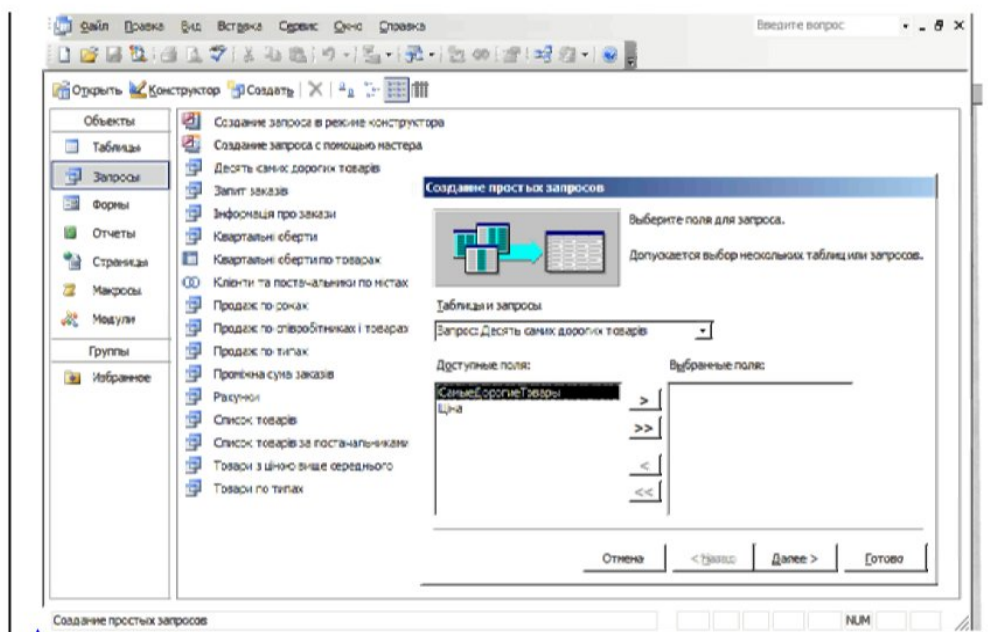 Файл Правка Вид Вставка Сервис Окно Справка Введите вопрос
Открыть Конструктор Создать
Объекты
Таблицы
Запросы
Формы
Отчеты
Страницы
Макросы
Модули
Группы
Избранное
Создание запроса в режиме конструктора
Создание запроса с помощью мастера
Десять самих дорогих товарів
Запит заказів
Інформація про закази
Квартальні оберти
Квартальні оберти по товарах
Клієнти та постачальники по містах
Продаж по роках
Продаж по співробітниках і товарах
Продаж по типах
Проміжна сума заказів
Рахунки
Список товарів
Список товарів за постачальниками
Товари з ціною вище середнього
Товари по типах
Создание простых запросов
Выберите поля для запроса.
Допускается выбор нескольких таблиц или запросов.
Таблицы и запросы
Запрос: Десять самих дорогих товарів
Доступные поля:
Выбранные поля:
СамыеДорогиеТовары
Ціна
>
>>
<
<<
Отмена < Назад Далее > Готово
Создание простых запросов NUM